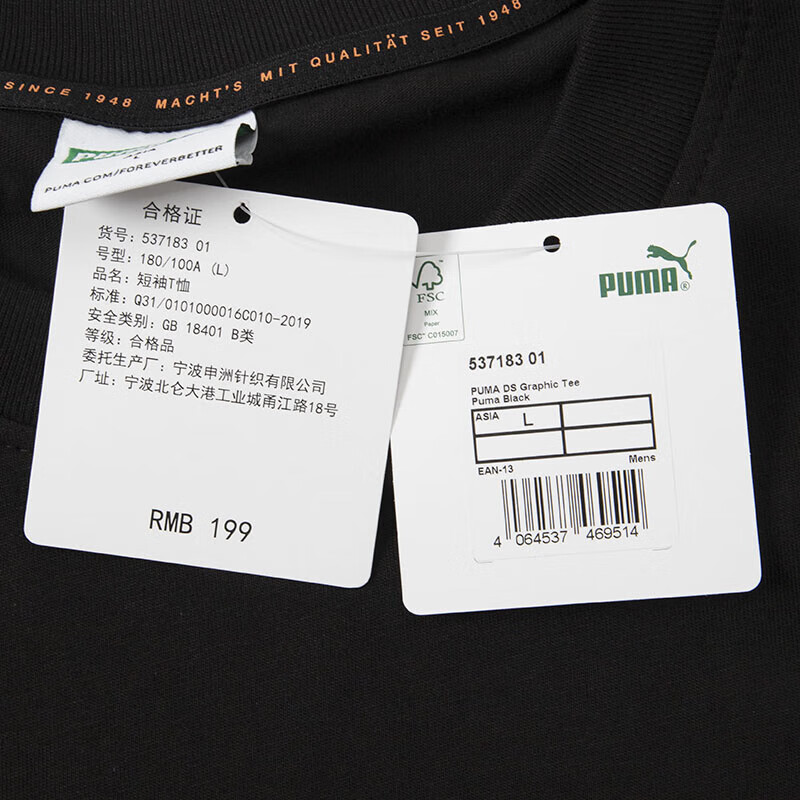 SINCE 1948 MACHT'S MIT QUALITÄT SEIT 1948
PUMA.COM/FOREVERBETTER
合格证
货号: 537183 01
号型: 180/100A (L)
品名: 短袖T恤
标准: Q31/0101000016C010-2019
安全类别: GB 18401 B类
等级: 合格品
委托生产厂: 宁波申洲针织有限公司
厂址: 宁波北仑大港工业城甬江路18号
RMB 199
FSC
MIX
Paper
FSC™ C015007
PUMA®
537183 01
PUMA DS Graphic Tee
Puma Black
ASIA L
EAN-13 Mens
4 064537 469514